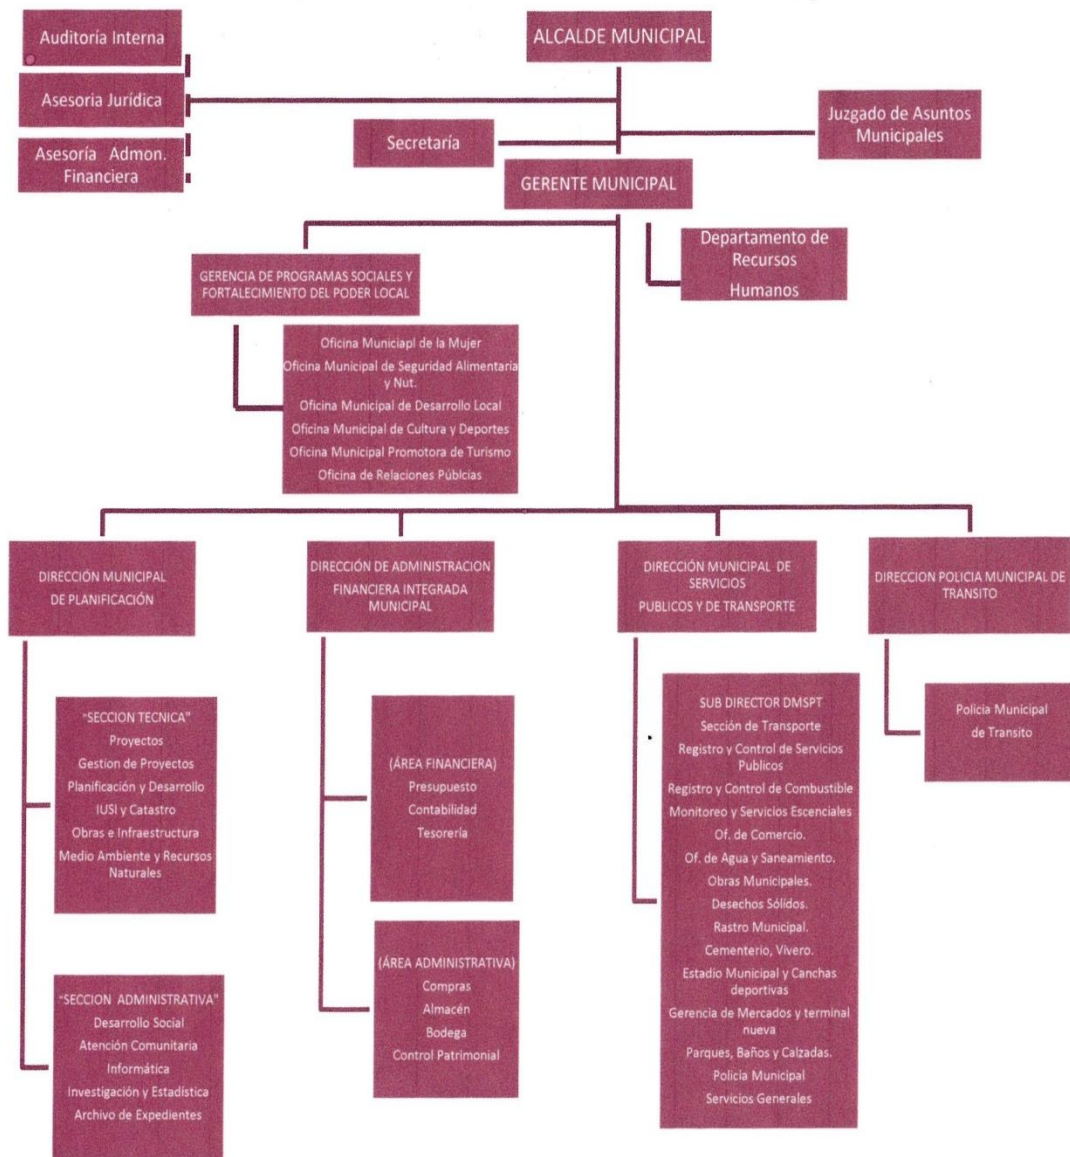 Auditoría Interna
ALCALDE MUNICIPAL
Asesoria Jurídica
Juzgado de Asuntos
Municipales
Secretaría
Asesoría Admon.
Financiera
GERENTE MUNICIPAL
Departamento de
Recursos
Humanos
GERENCIA DE PROGRAMAS SOCIALES Y
FORTALECIMIENTO DEL PODER LOCAL
Oficina Municiapl de la Mujer
Oficina Municipal de Seguridad Alimentaria
y Nut.
Oficina Municipal de Desarrollo Local
Oficina Municipal de Cultura y Deportes
Oficina Municipal Promotora de Turismo
Oficina de Relaciones Públcias
DIRECCIÓN MUNICIPAL
DE PLANIFICACIÓN
DIRECCIÓN DE ADMINISTRACION
FINANCIERA INTEGRADA
MUNICIPAL
DIRECCIÓN MUNICIPAL DE
SERVICIOS
PUBLICOS Y DE TRANSPORTE
DIRECCION POLICIA MUNICIPAL DE
TRANSITO
"SECCION TECNICA"
Proyectos
Gestion de Proyectos
Planificación y Desarrollo
IUSI y Catastro
Obras e Infraestructura
Medio Ambiente y Recursos
Naturales
"SECCION ADMINISTRATIVA"
Desarrollo Social
Atención Comunitaria
Informática
Investigación y Estadística
Archivo de Expedientes
(ÁREA FINANCIERA)
Presupuesto
Contabilidad
Tesorería
(ÁREA ADMINISTRATIVA)
Compras
Almacén
Bodega
Control Patrimonial
SUB DIRECTOR DMSPT
Sección de Transporte
Registro y Control de Servicios
Publicos
Registro y Control de Combustible
Monitoreo y Servicios Escenciales
Of. de Comercio.
Of. de Agua y Saneamiento.
Obras Municipales.
Desechos Sólidos.
Rastro Municipal.
Cementerio, Vivero.
Estadio Municipal y Canchas
deportivas
Gerencia de Mercados y terminal
nueva
Parques, Baños y Calzadas.
Policia Municipal
Servicios Generales
Policia Municipal
de Transito